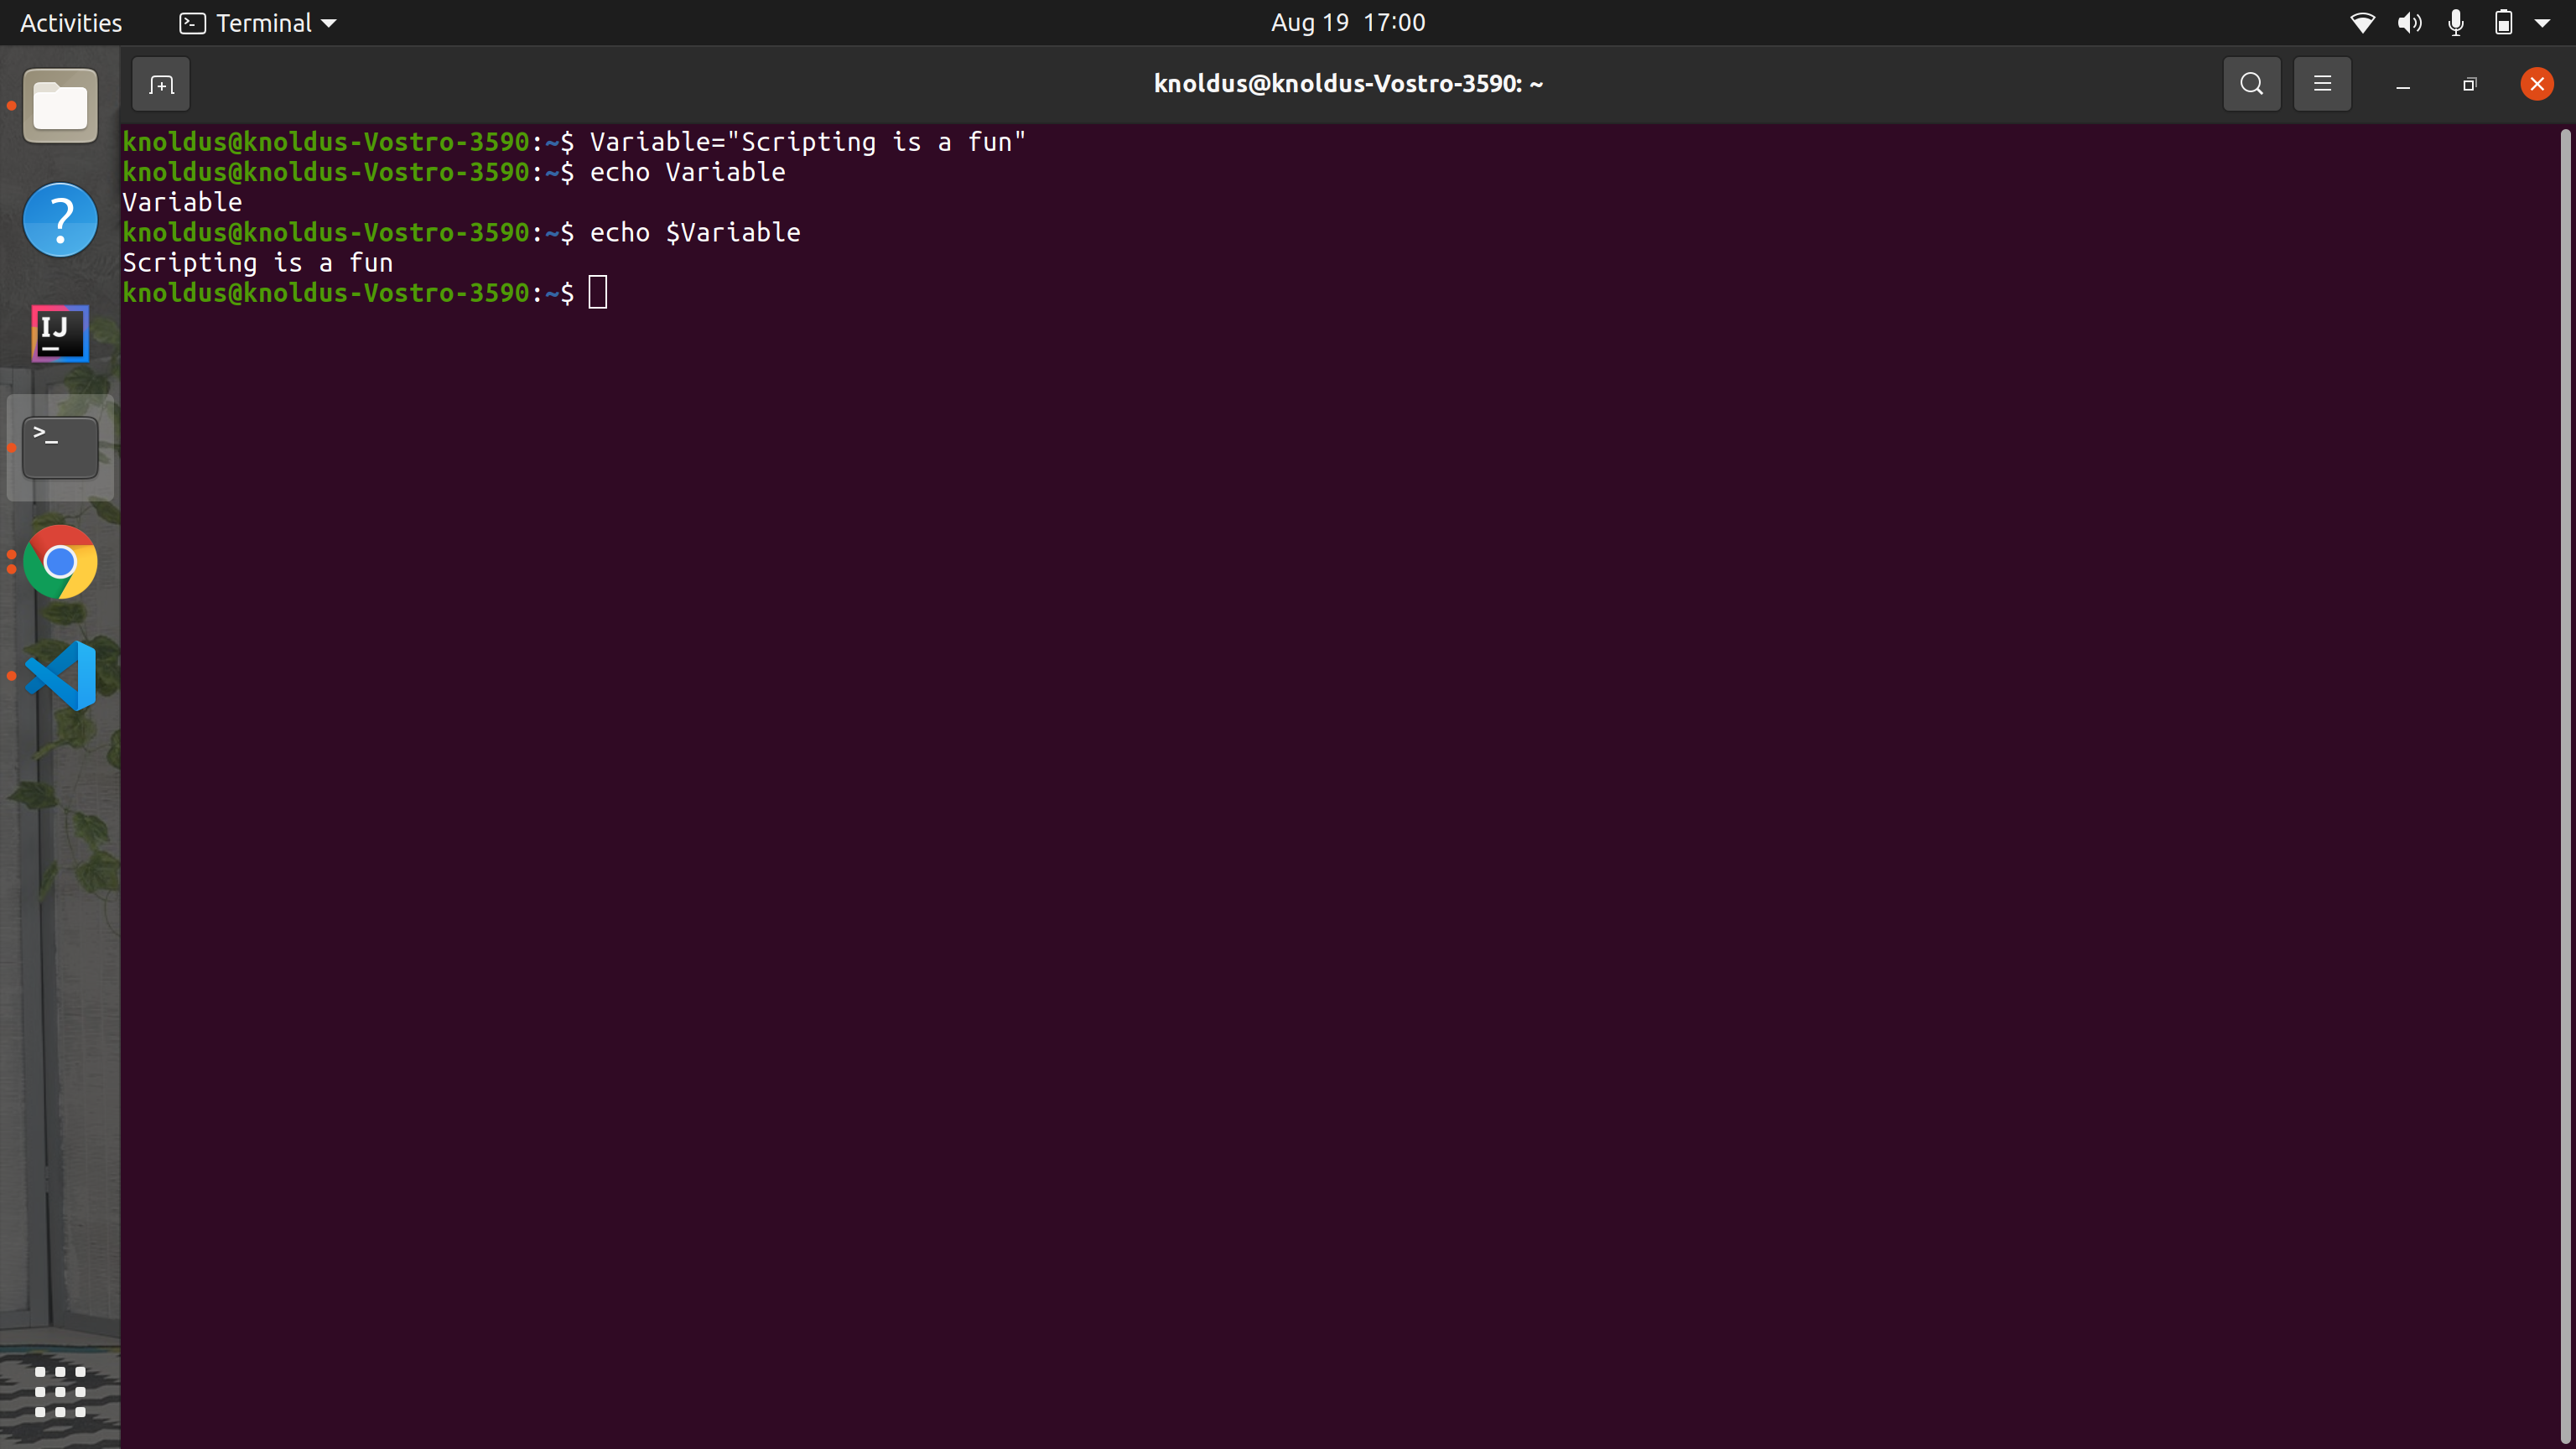 Activities Terminal Aug 19 17:00
knoldus@knoldus-Vostro-3590: ~
knoldus@knoldus-Vostro-3590:~$ Variable="Scripting is a fun"
knoldus@knoldus-Vostro-3590:~$ echo Variable
Variable
knoldus@knoldus-Vostro-3590:~$ echo $Variable
Scripting is a fun
knoldus@knoldus-Vostro-3590:~$
IJ